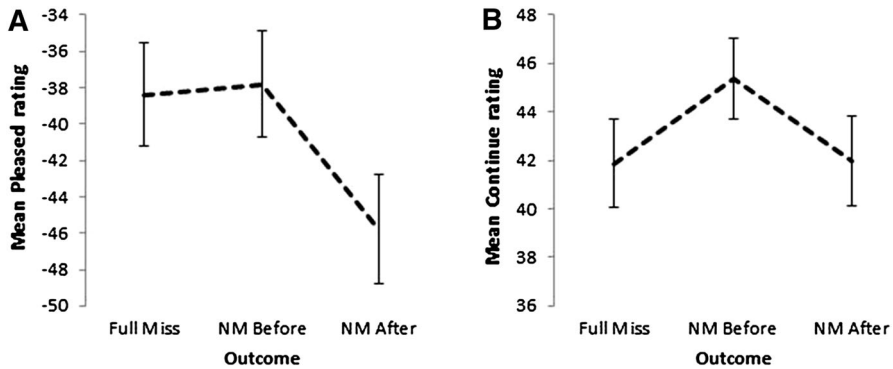 A
Mean Pleased rating
-34
-36
-38
-40
-42
-44
-46
-48
-50
Full Miss NM Before NM After
Outcome
B
Mean Continue rating
48
46
44
42
40
38
36
Full Miss NM Before NM After
Outcome